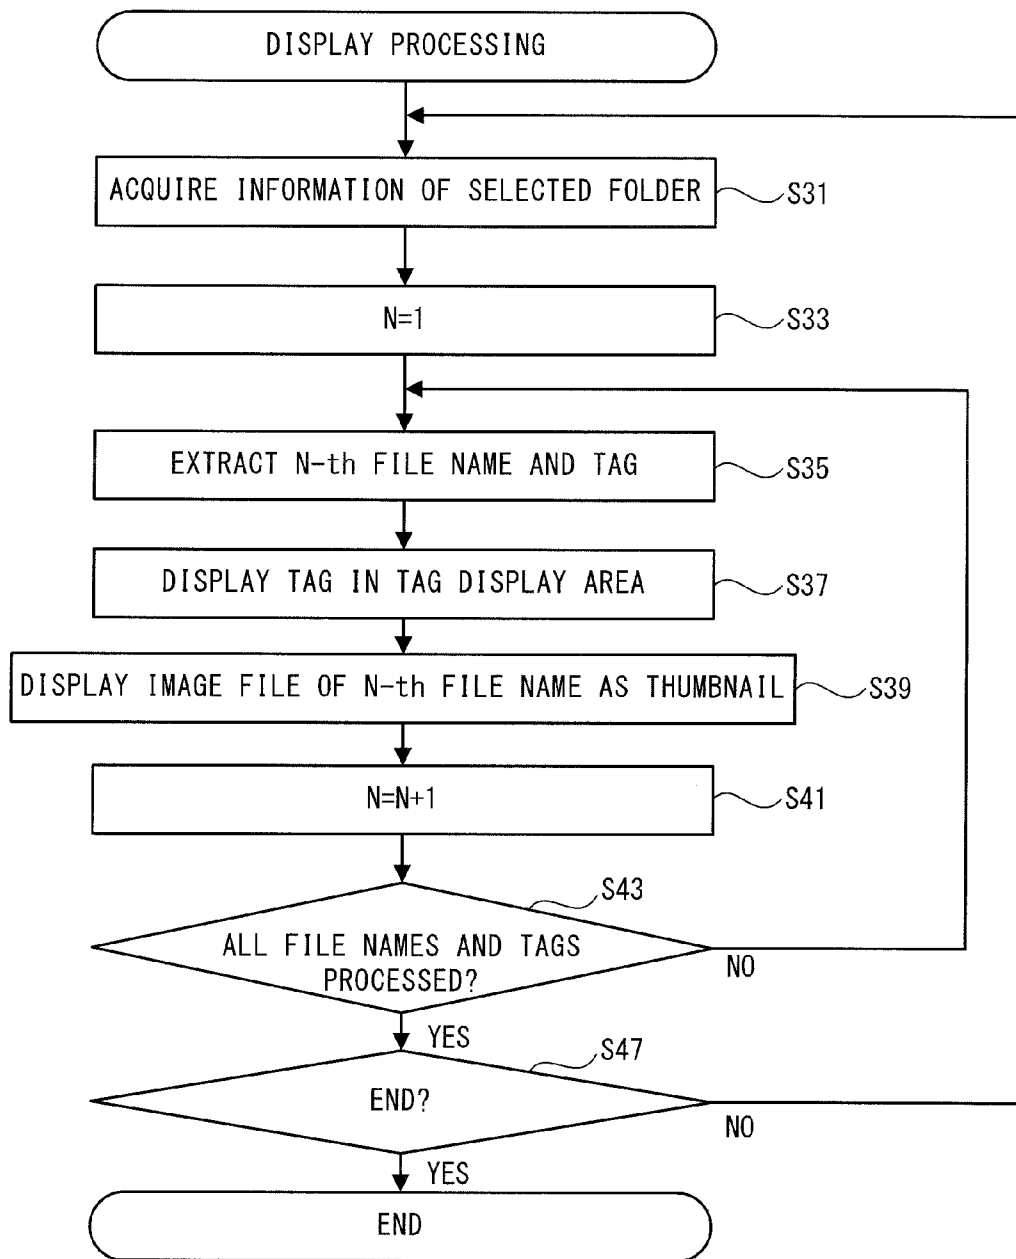 DISPLAY PROCESSING
ACQUIRE INFORMATION OF SELECTED FOLDER
S31
N=1
S33
EXTRACT N-th FILE NAME AND TAG
S35
DISPLAY TAG IN TAG DISPLAY AREA
S37
DISPLAY IMAGE FILE OF N-th FILE NAME AS THUMBNAIL
S39
N=N+1
S41
S43
ALL FILE NAMES AND TAGS
PROCESSED?
NO
YES
S47
END?
NO
YES
END